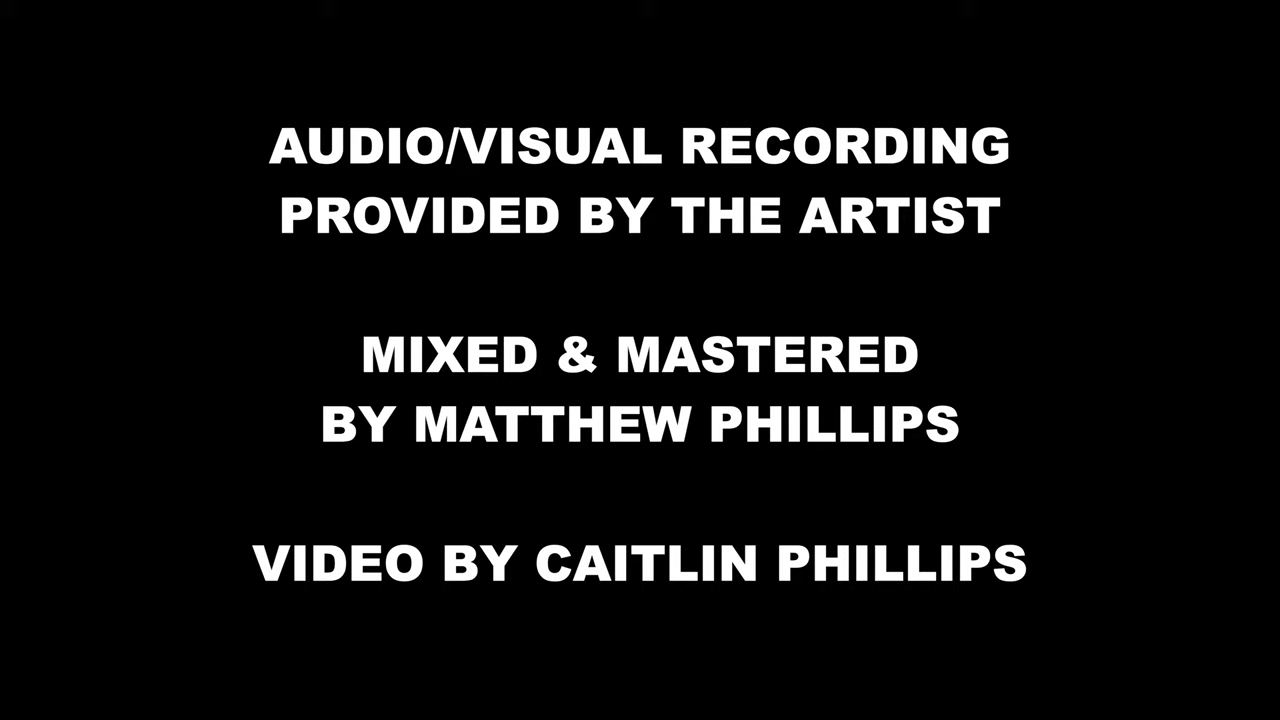 AUDIO/VISUAL RECORDING
PROVIDED BY THE ARTIST
MIXED & MASTERED
BY MATTHEW PHILLIPS
VIDEO BY CAITLIN PHILLIPS